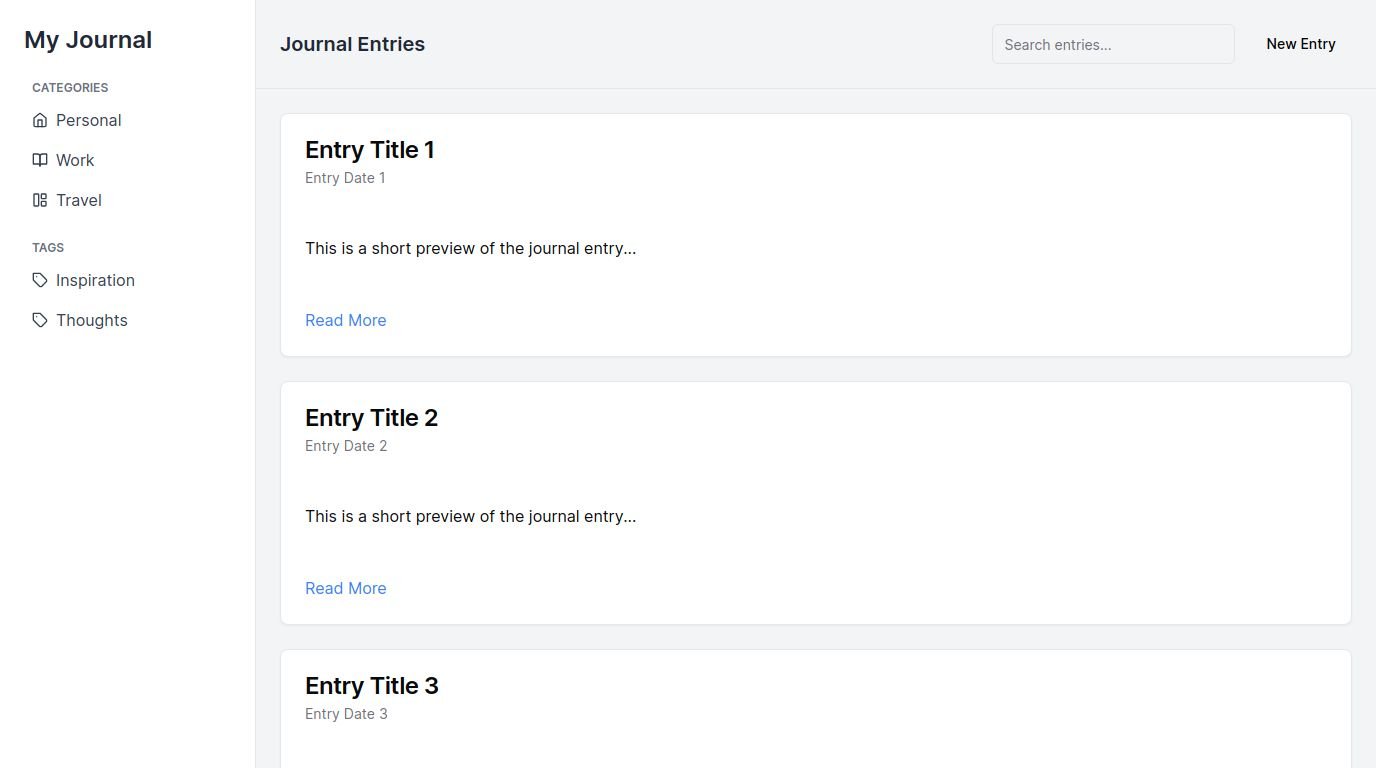 My Journal
CATEGORIES
Personal
Work
Travel
TAGS
Inspiration
Thoughts
Journal Entries
Search entries...
New Entry
Entry Title 1
Entry Date 1
This is a short preview of the journal entry...
Read More
Entry Title 2
Entry Date 2
This is a short preview of the journal entry...
Read More
Entry Title 3
Entry Date 3